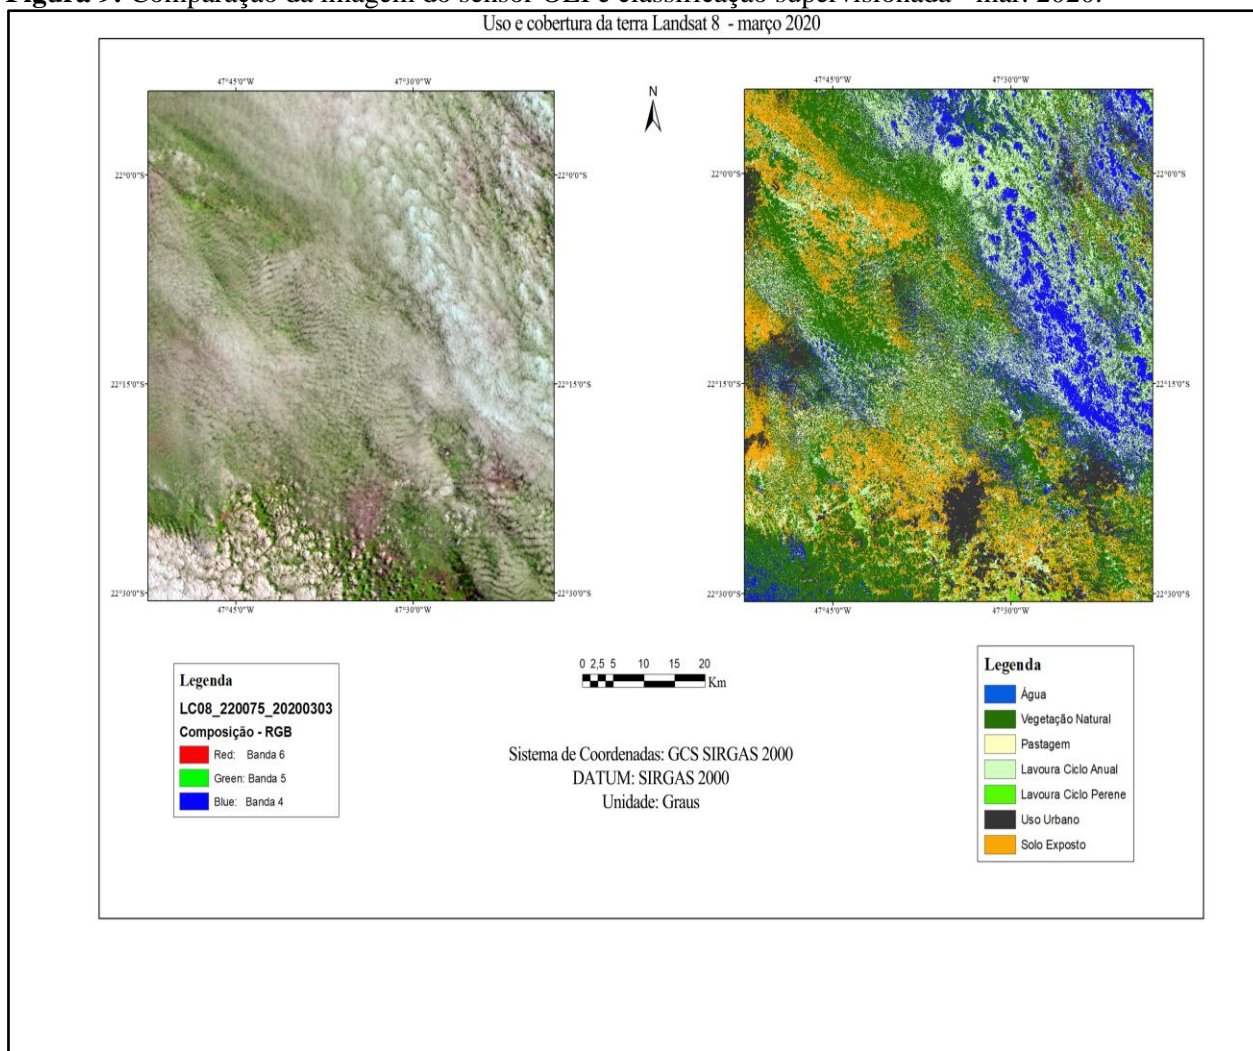 Figura 9: Comparação da imagem do sensor OLI e classificação supervisionada - mar. 2020.
Uso e cobertura da terra Landsat 8 - março 2020
47°45'0"W 47°30'0"W
N
47°45'0"W 47°30'0"W
22°0'0"S 22°0'0"S
22°0'0"S 22°0'0"S
22°15'0"S 22°15'0"S
22°15'0"S 22°15'0"S
22°30'0"S 22°30'0"S
22°30'0"S 22°30'0"S
47°45'0"W 47°30'0"W
47°45'0"W 47°30'0"W
Legenda
LC08_220075_20200303
Composição - RGB
Red: Banda 6
Green: Banda 5
Blue: Banda 4
0 2,5 5 10 15 20
Km
Sistema de Coordenadas: GCS SIRGAS 2000
DATUM: SIRGAS 2000
Unidade: Graus
Legenda
Água
Vegetação Natural
Pastagem
Lavoura Ciclo Anual
Lavoura Ciclo Perene
Uso Urbano
Solo Exposto